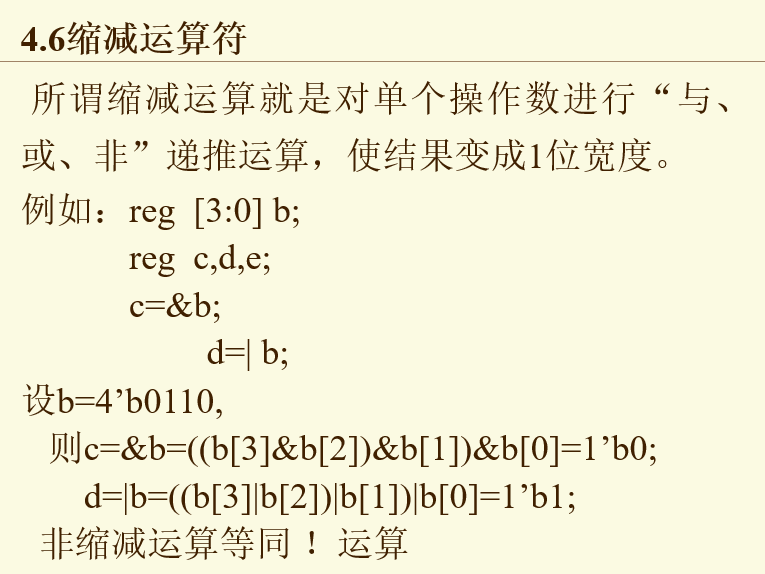 4.6缩减运算符
所谓缩减运算就是对单个操作数进行“与、
或、非”递推运算，使结果变成1位宽度。
例如：reg [3:0] b;
reg c,d,e;
c=&b;
d=| b;
设b=4’b0110,
则c=&b=((b[3]&b[2])&b[1])&b[0]=1’b0;
d=|b=((b[3]|b[2])|b[1])|b[0]=1’b1;
非缩减运算等同 ！ 运算